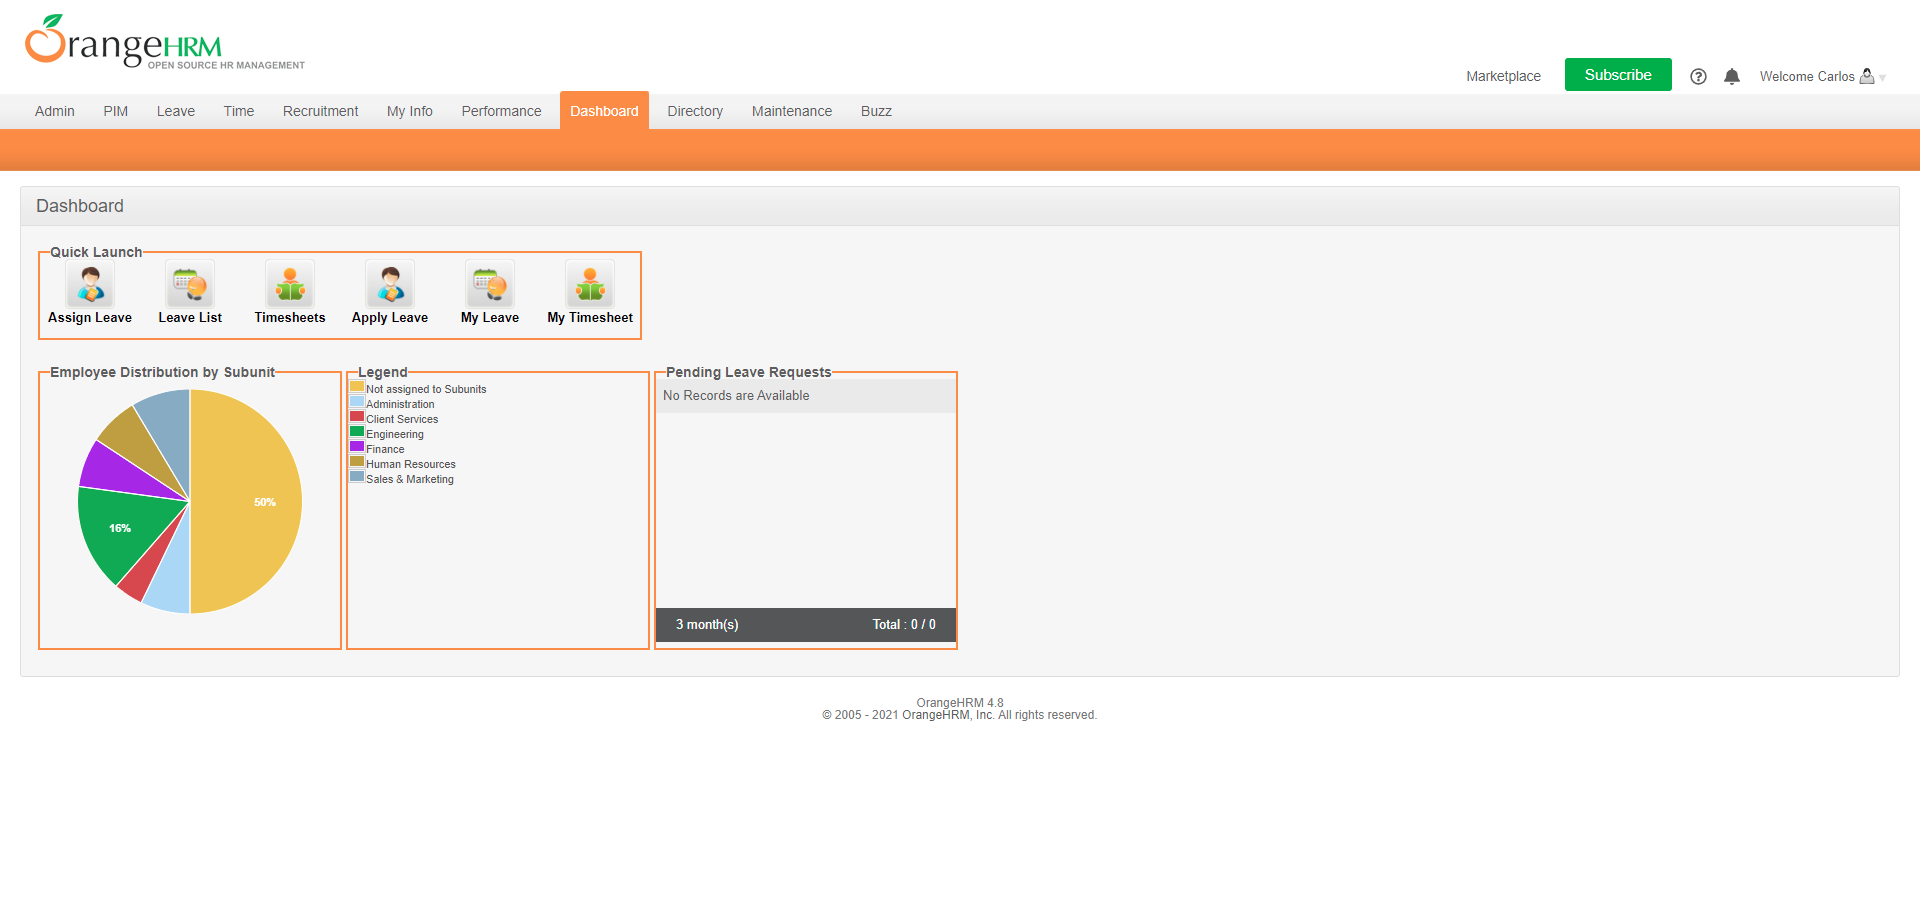 OrangeHRM
OPEN SOURCE HR MANAGEMENT
Marketplace Subscribe ? Welcome Carlos
Admin PIM Leave Time Recruitment My Info Performance Dashboard Directory Maintenance Buzz
Dashboard
Quick Launch
Assign Leave Leave List Timesheets Apply Leave My Leave My Timesheet
Employee Distribution by Subunit
50%
16%
Legend
Not assigned to Subunits
Administration
Client Services
Engineering
Finance
Human Resources
Sales & Marketing
Pending Leave Requests
No Records are Available
3 month(s) Total : 0 / 0
OrangeHRM 4.8
© 2005 - 2021 OrangeHRM, Inc. All rights reserved.